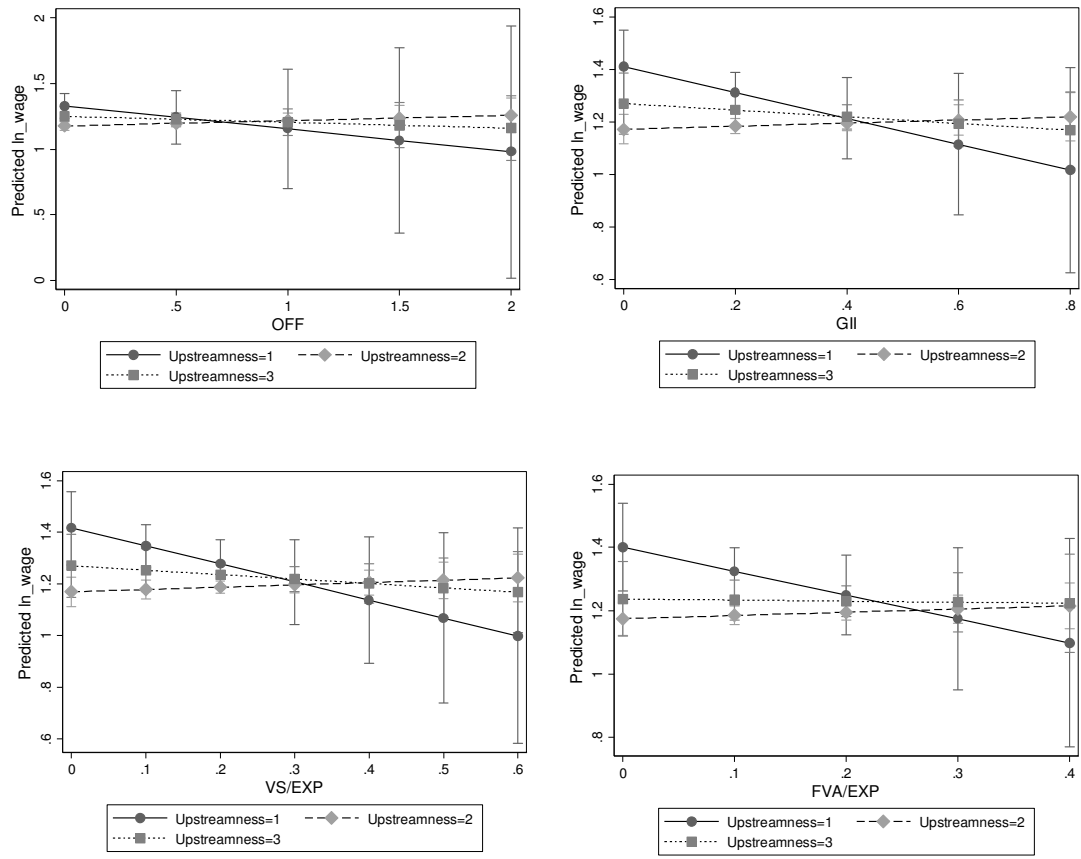 Predicted ln_wage
2
1.5
1
.5
0
0 .5 1 1.5 2
OFF
Upstreamness=1 Upstreamness=2
Upstreamness=3
Predicted ln_wage
1.6
1.4
1.2
1
.8
.6
0 .2 .4 .6 .8
GII
Upstreamness=1 Upstreamness=2
Upstreamness=3
Predicted ln_wage
1.6
1.4
1.2
1
.8
.6
0 .1 .2 .3 .4 .5 .6
VS/EXP
Upstreamness=1 Upstreamness=2
Upstreamness=3
Predicted ln_wage
1.6
1.4
1.2
1
.8
0 .1 .2 .3 .4
FVA/EXP
Upstreamness=1 Upstreamness=2
Upstreamness=3